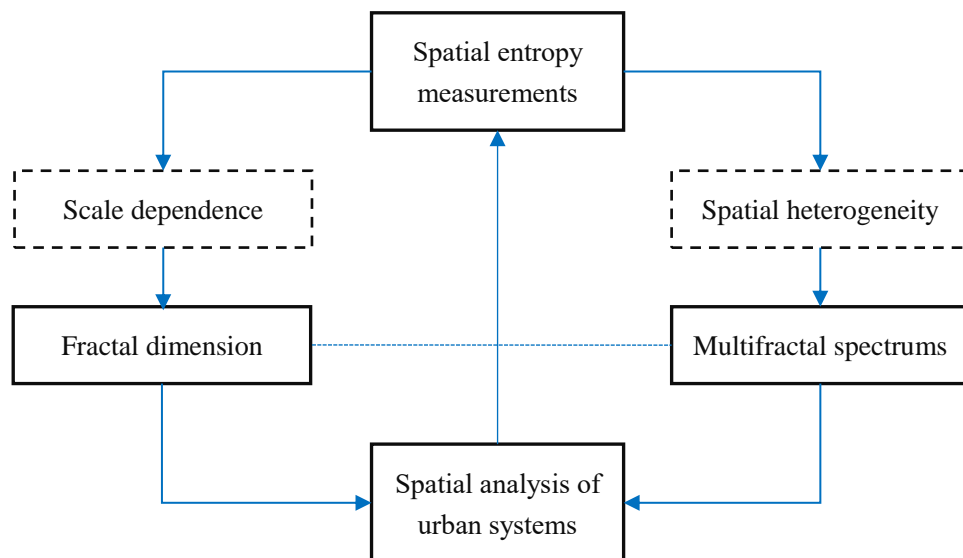 Spatial entropy
measurements
Scale dependence
Spatial heterogeneity
Fractal dimension
Multifractal spectrums
Spatial analysis of
urban systems